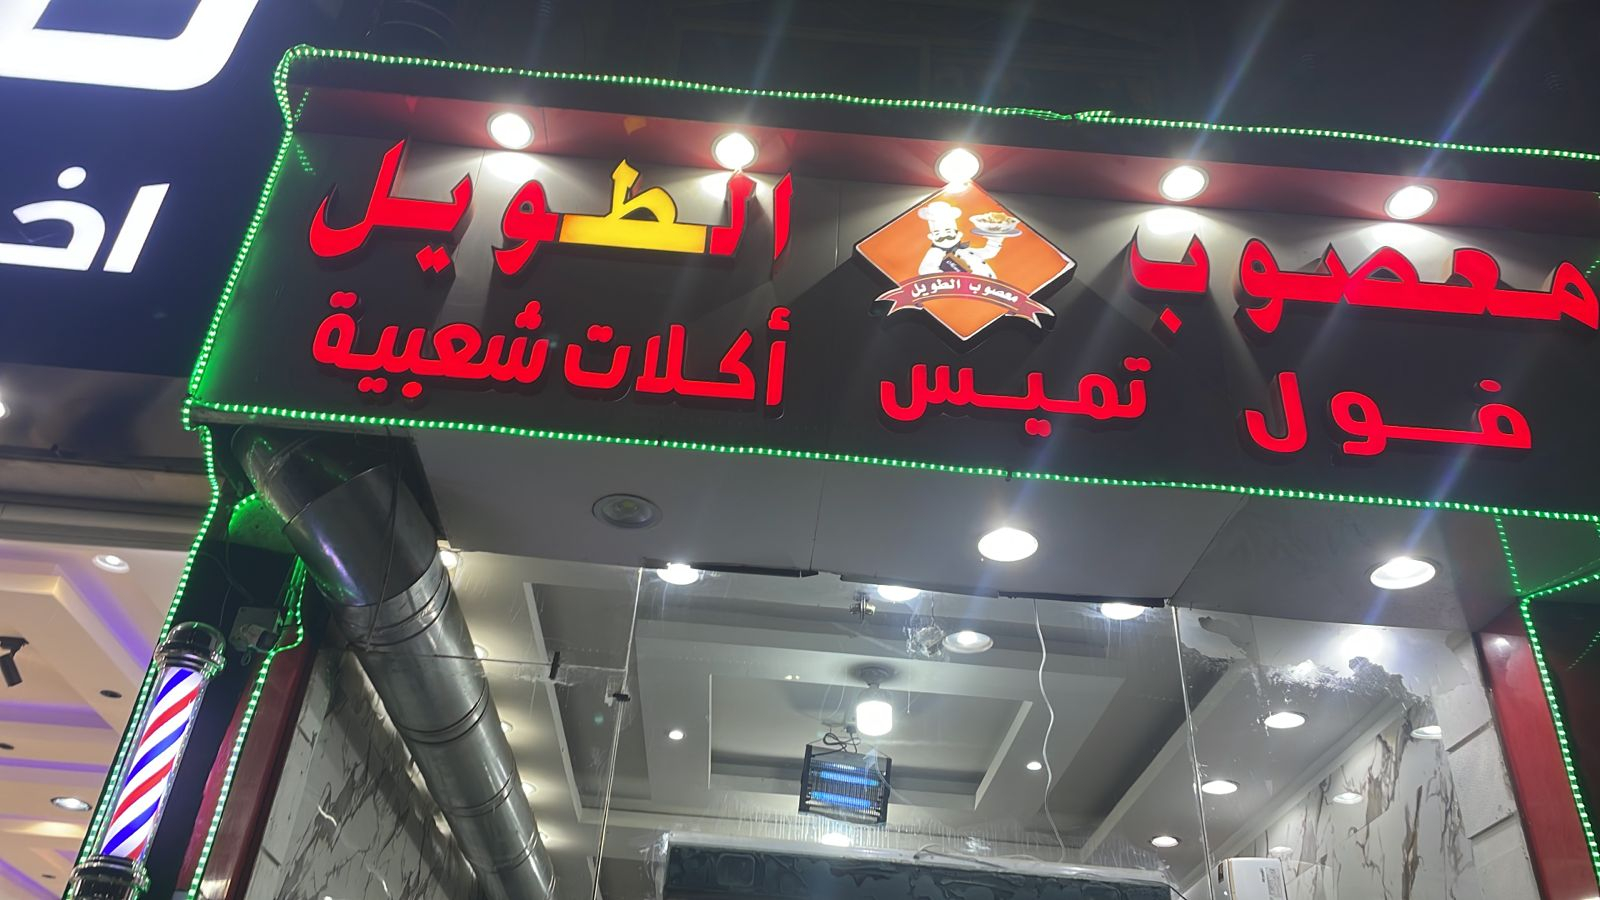 معصوب الطويل
معصوب الطويل
فول تميس أكلات شعبية